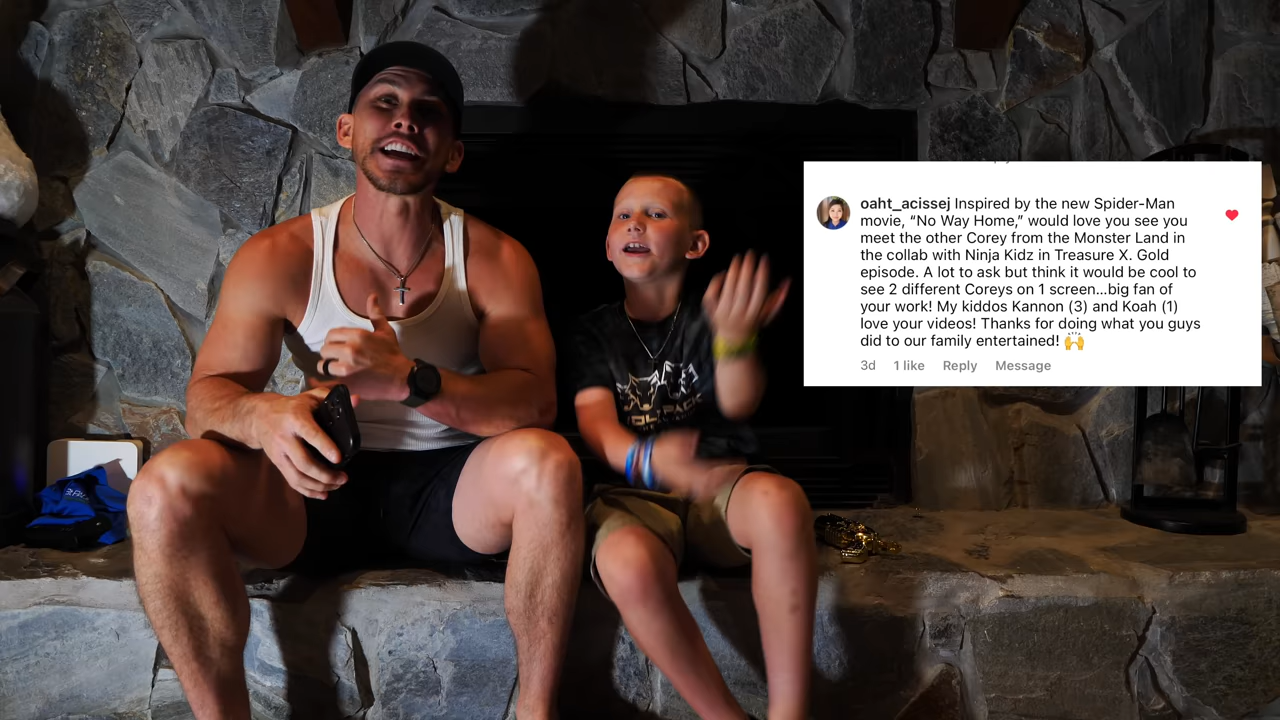 oaht_acissej Inspired by the new Spider-Man
movie, “No Way Home,” would love you see you
meet the other Corey from the Monster Land in
the collab with Ninja Kidz in Treasure X. Gold
episode. A lot to ask but think it would be cool to
see 2 different Coreys on 1 screen...big fan of
your work! My kiddos Kannon (3) and Koah (1)
love your videos! Thanks for doing what you guys
did to our family entertained! 🙌
3d 1 like Reply Message